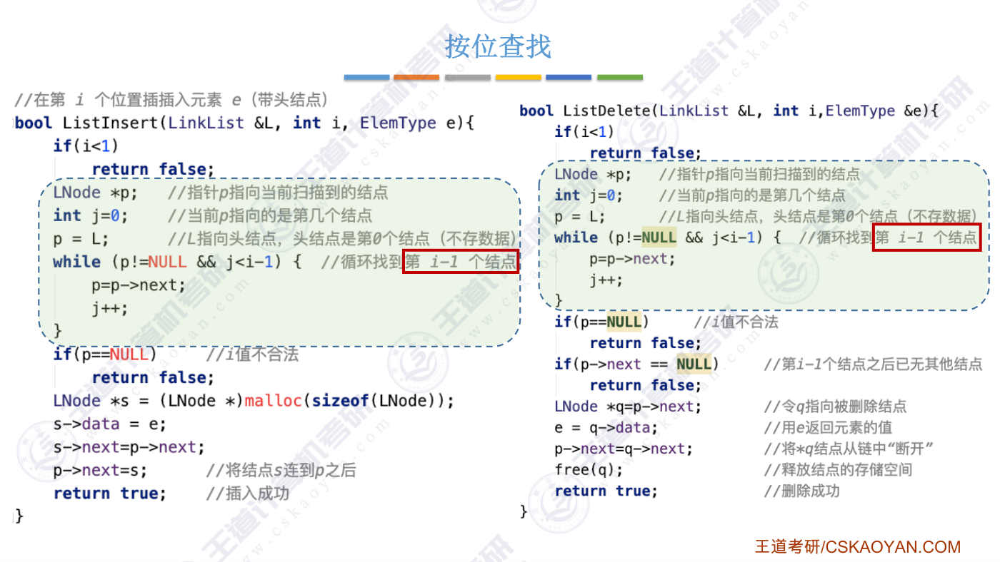 按位查找
//在第 i 个位置插插入元素 e（带头结点）
bool ListInsert(LinkList &L, int i, ElemType e){
if(i<1)
return false;
LNode *p; //指针p指向当前扫描到的结点
int j=0; //当前p指向的是第几个结点
p = L; //L指向头结点，头结点是第0个结点（不存数据）
while (p!=NULL && j<i-1) { //循环找到第 i-1 个结点
p=p->next;
j++;
}
if(p==NULL) //i值不合法
return false;
LNode *s = (LNode *)malloc(sizeof(LNode));
s->data = e;
s->next=p->next;
p->next=s; //将结点s连到p之后
return true; //插入成功
}
bool ListDelete(LinkList &L, int i,ElemType &e){
if(i<1)
return false;
LNode *p; //指针p指向当前扫描到的结点
int j=0; //当前p指向的是第几个结点
p = L; //L指向头结点，头结点是第0个结点（不存数据）
while (p!=NULL && j<i-1) { //循环找到第 i-1 个结点
p=p->next;
j++;
}
if(p==NULL) //i值不合法
return false;
if(p->next == NULL) //第i-1个结点之后已无其他结点
return false;
LNode *q=p->next; //令q指向被删除结点
e = q->data; //用e返回元素的值
p->next=q->next; //将*q结点从链中“断开”
free(q); //释放结点的存储空间
return true; //删除成功
}
王道考研/CSKAOYAN.COM
王道计算机考研
www.cskaoyan.com